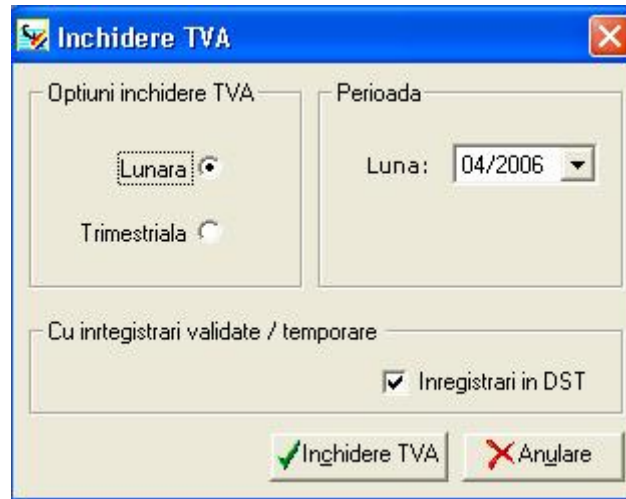 Inchidere TVA
Optiuni inchidere TVA
Perioada
Lunara
Luna: 04/2006
Trimestriala
Cu inrtegistrari validate / temporare
Inregistrari in DST
Inchidere TVA
Anulare